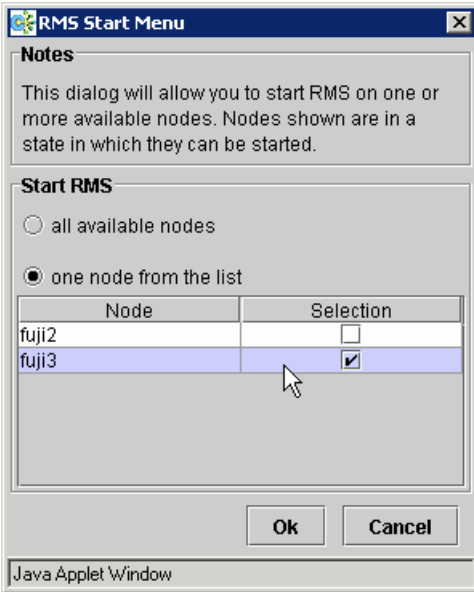 RMS Start Menu
Notes
This dialog will allow you to start RMS on one or
more available nodes. Nodes shown are in a
state in which they can be started.
Start RMS
all available nodes
one node from the list
Node Selection
fuji2
fuji3
Ok Cancel
Java Applet Window